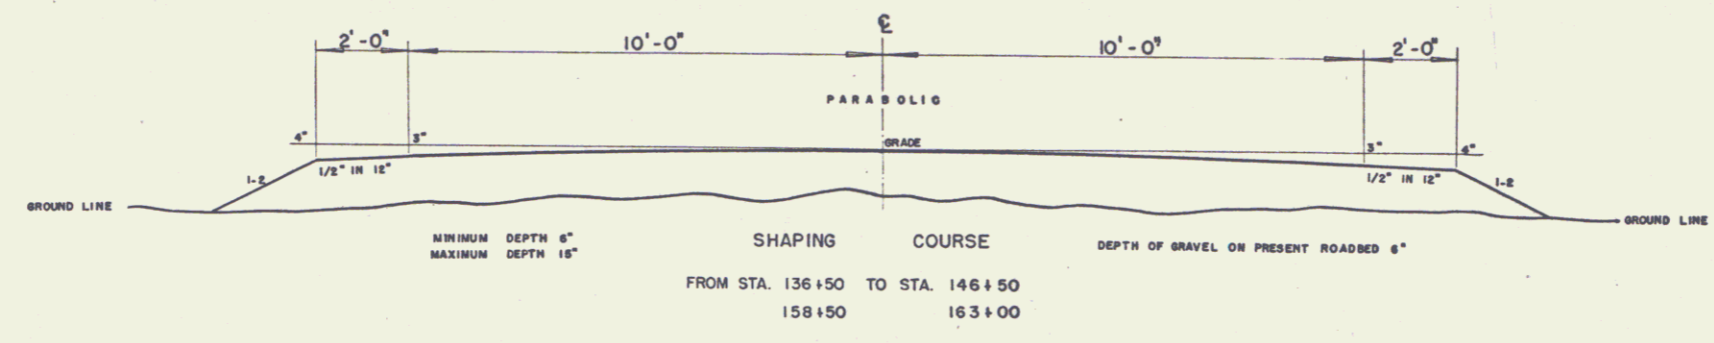 ℄
2'-0" 10'-0" 10'-0" 2'-0"
PARABOLIC
4" 3" GRADE 3" 4"
1-2 1/2" IN 12" 1/2" IN 12" 1-2
GROUND LINE GROUND LINE
MINIMUM DEPTH 6" SHAPING COURSE DEPTH OF GRAVEL ON PRESENT ROADBED 6"
MAXIMUM DEPTH 15"
FROM STA. 136+50 TO STA. 146+50
158+50 163+00